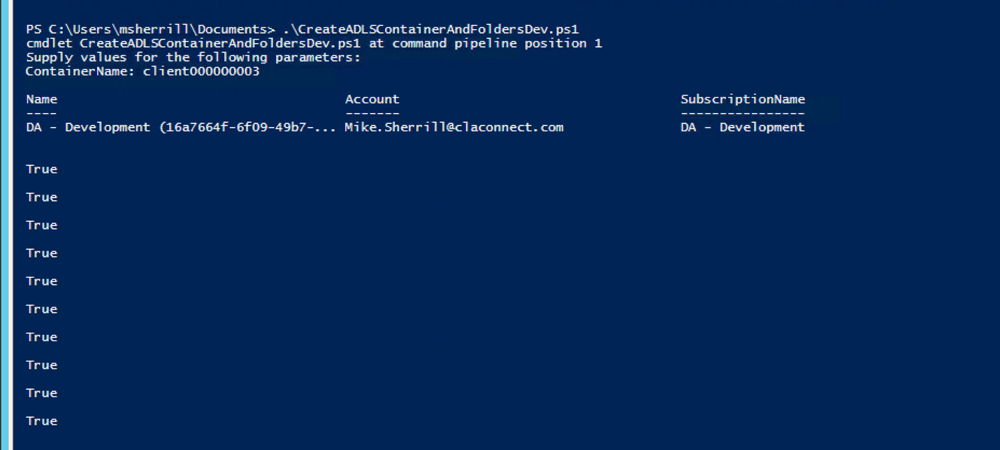 PS C:\Users\msherrill\Documents> .\CreateADLSContainerAndFoldersDev.ps1
cmdlet CreateADLSContainerAndFoldersDev.ps1 at command pipeline position 1
Supply values for the following parameters:
ContainerName: client000000003
Name Account SubscriptionName
---- ------- ----------------
DA - Development (16a7664f-6f09-49b7-... Mike.Sherrill@claconnect.com DA - Development
True
True
True
True
True
True
True
True
True
True